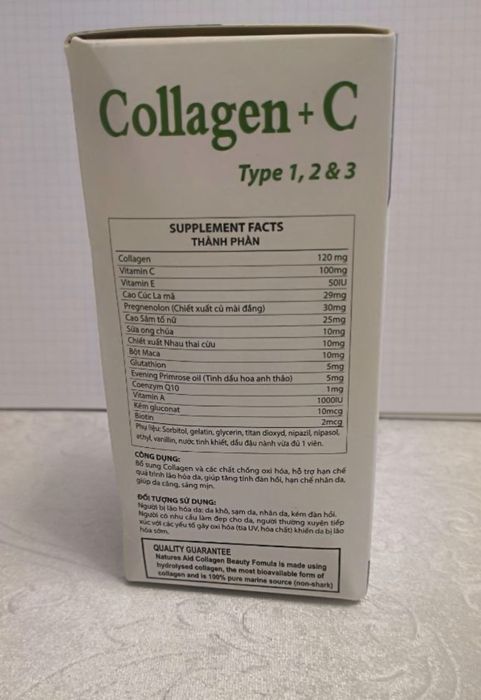 Collagen + C
Type 1, 2 & 3
SUPPLEMENT FACTS
THÀNH PHẦN
Collagen 120 mg
Vitamin C 100mg
Vitamin E 50IU
Cao Cúc La mã 29mg
Pregnenolon (Chiết xuất củ mài đắng) 30mg
Cao Sâm tố nữ 25mg
Sữa ong chúa 10mg
Chiết xuất Nhau thai cừu 10mg
Bột Maca 10mg
Glutathion 5mg
Evening Primrose oil (Tinh dầu hoa anh thảo) 5mg
Coenzym Q10 1mg
Vitamin A 1000IU
Kẽm gluconat 10mcg
Biotin 2mcg
Phụ liệu: Sorbitol, gelatin, glycerin, titan dioxyd, nipazil, nipasol,
ethyl, vanillin, nước tinh khiết, dầu đậu nành vừa đủ 1 viên.
CÔNG DỤNG:
Bổ sung Collagen và các chất chống oxi hóa, hỗ trợ hạn chế
quá trình lão hóa da, giúp tăng tính đàn hồi, hạn chế nhăn da,
giúp da căng, sáng mịn.
ĐỐI TƯỢNG SỬ DỤNG:
Người bị lão hóa da: da khô, sạm da, nhăn da, kém đàn hồi.
Người có nhu cầu làm đẹp cho da, người thường xuyên tiếp
xúc với các yếu tố gây oxi hóa (tia UV, hóa chất) khiến da bị lão
hóa sớm.
QUALITY GUARANTEE
Natures Aid Collagen Beauty Fomula is made using
hydrolysed collagen, the most bioavailable form of
collagen and is 100% pure marine source (non-shark)